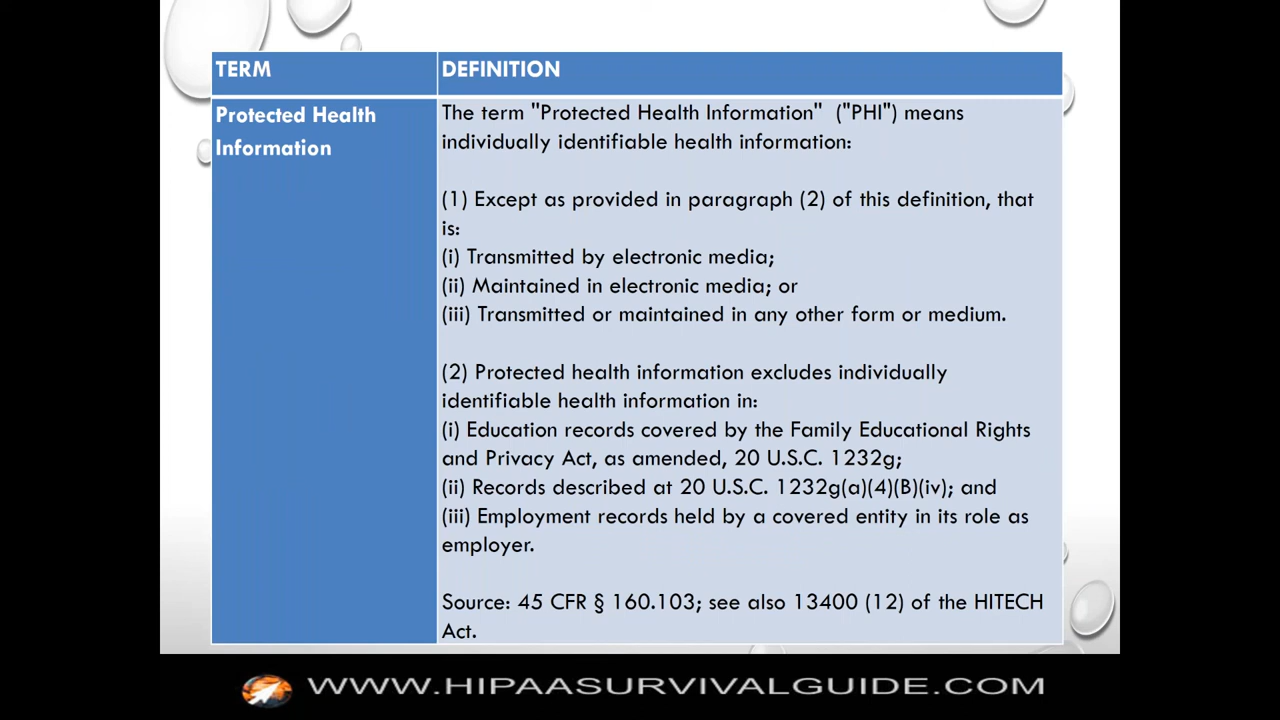 TERM
DEFINITION
Protected Health
Information
The term "Protected Health Information"  ("PHI") means
individually identifiable health information:
(1) Except as provided in paragraph (2) of this definition, that
is:
(i) Transmitted by electronic media;
(ii) Maintained in electronic media; or
(iii) Transmitted or maintained in any other form or medium.
(2) Protected health information excludes individually
identifiable health information in:
(i) Education records covered by the Family Educational Rights
and Privacy Act, as amended, 20 U.S.C. 1232g;
(ii) Records described at 20 U.S.C. 1232g(a)(4)(B)(iv); and
(iii) Employment records held by a covered entity in its role as
employer.
Source: 45 CFR § 160.103; see also 13400 (12) of the HITECH
Act.
WWW.HIPAASURVIVALGUIDE.COM